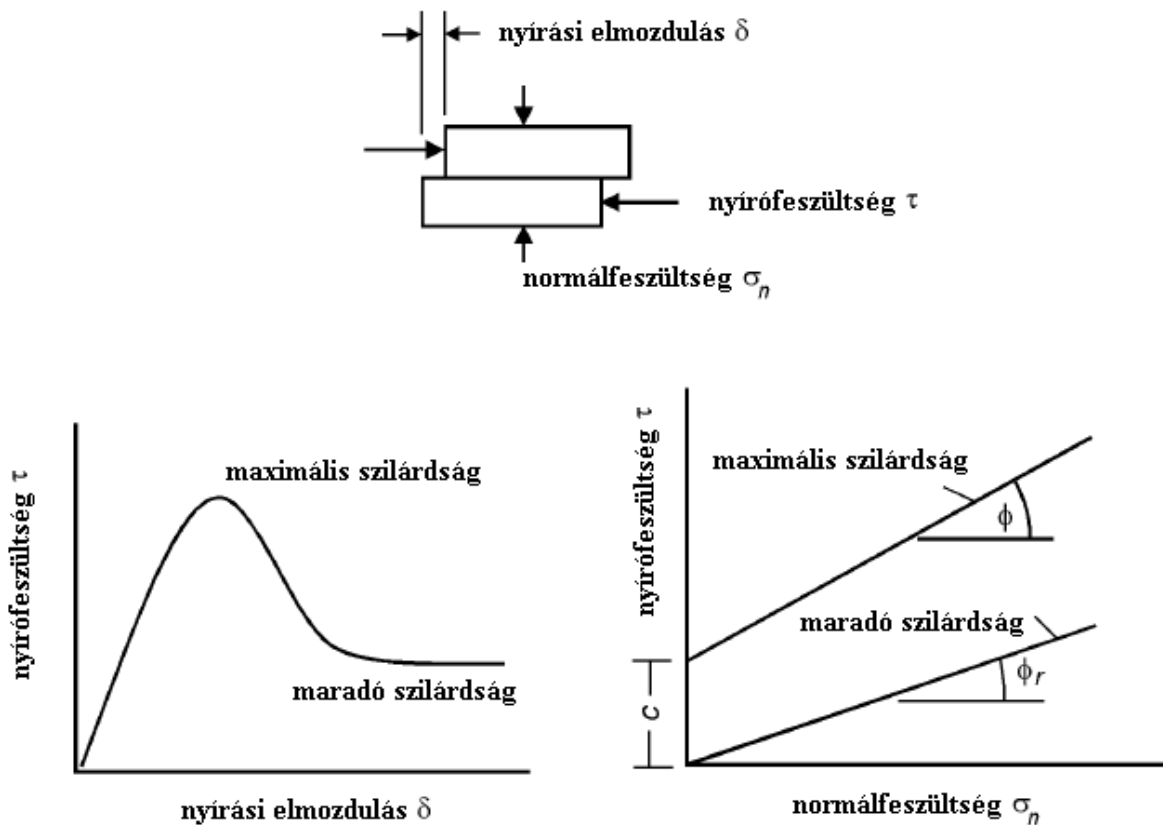 nyírási elmozdulás δ
nyírófeszültség τ
normálfeszültség σn
nyírófeszültség τ
maximális szilárdság
maradó szilárdság
nyírási elmozdulás δ
nyírófeszültség τ
maximális szilárdság
ϕ
maradó szilárdság
ϕr
c
normálfeszültség σn